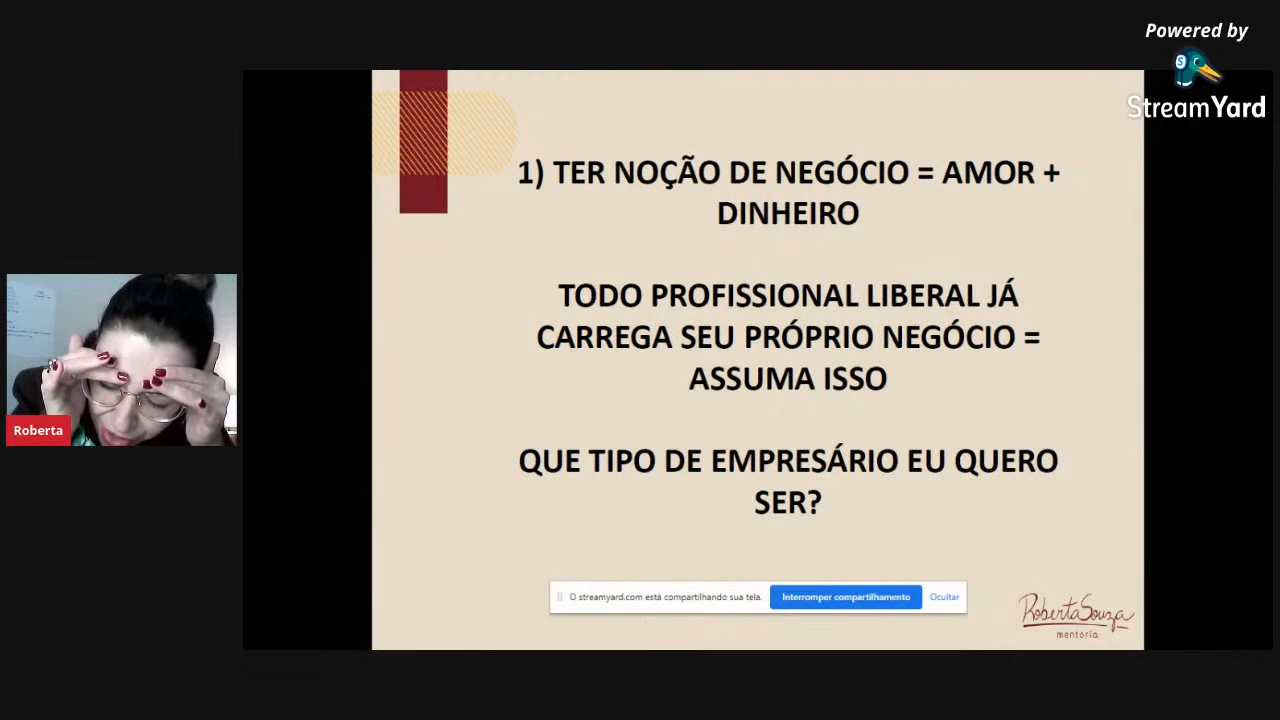 Powered by
StreamYard
1) TER NOÇÃO DE NEGÓCIO = AMOR +
DINHEIRO
TODO PROFISSIONAL LIBERAL JÁ
CARREGA SEU PRÓPRIO NEGÓCIO =
ASSUMA ISSO
QUE TIPO DE EMPRESÁRIO EU QUERO
SER?
Roberta
O streamyard.com está compartilhando sua tela. Interromper compartilhamento Ocultar
RobertaSouza
mentoria